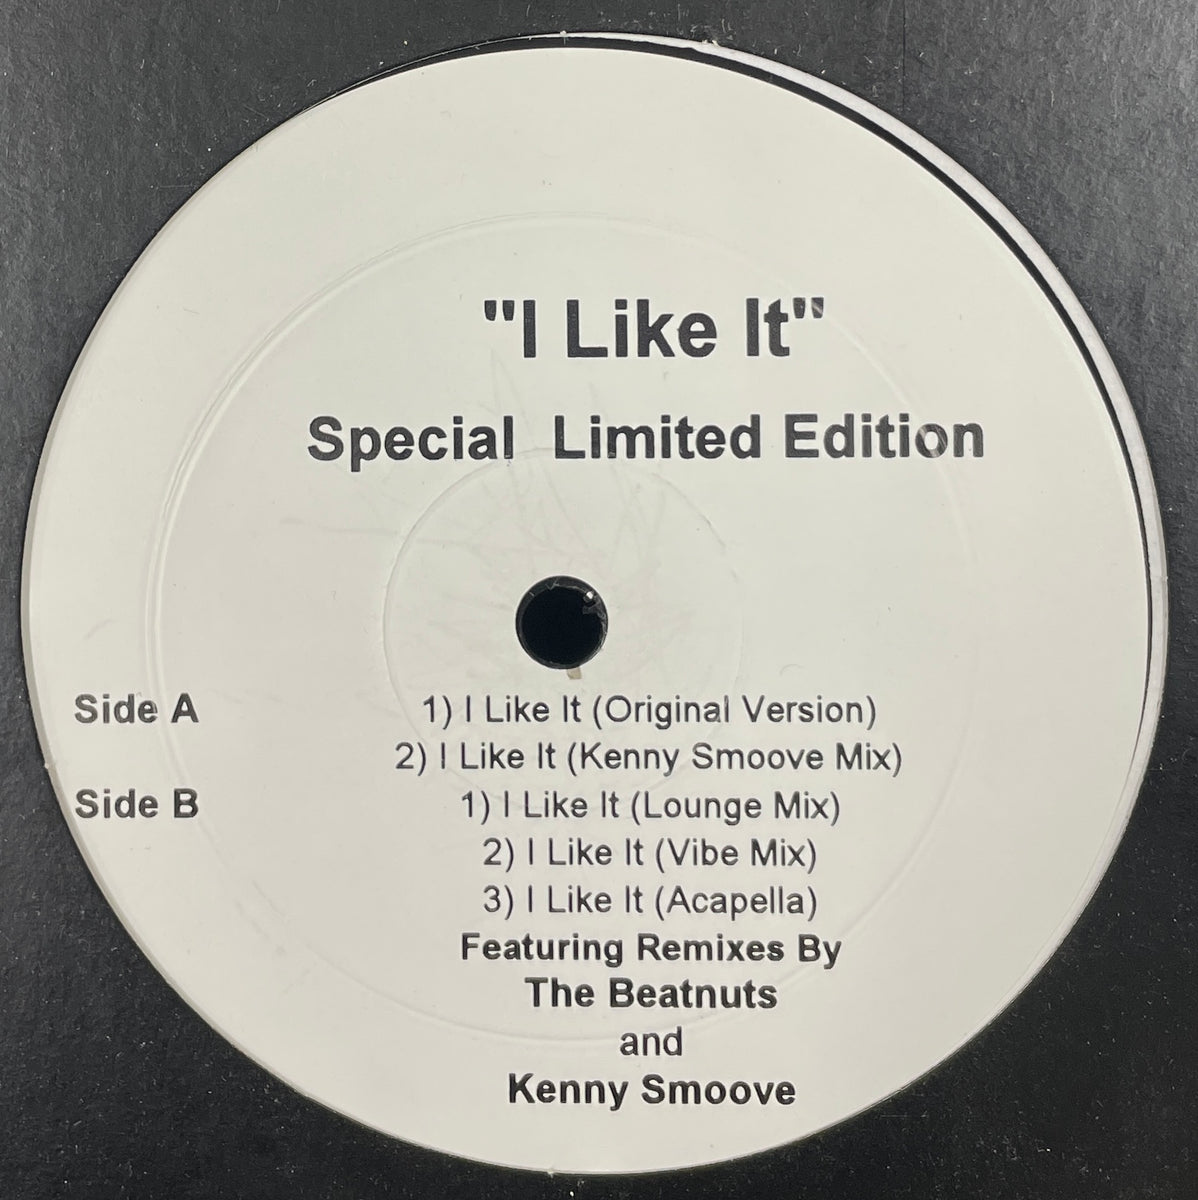 "I Like It"
Special Limited Edition
Side A 1) I Like It (Original Version)
2) I Like It (Kenny Smoove Mix)
Side B 1) I Like It (Lounge Mix)
2) I Like It (Vibe Mix)
3) I Like It (Acapella)
Featuring Remixes By
The Beatnuts
and
Kenny Smoove